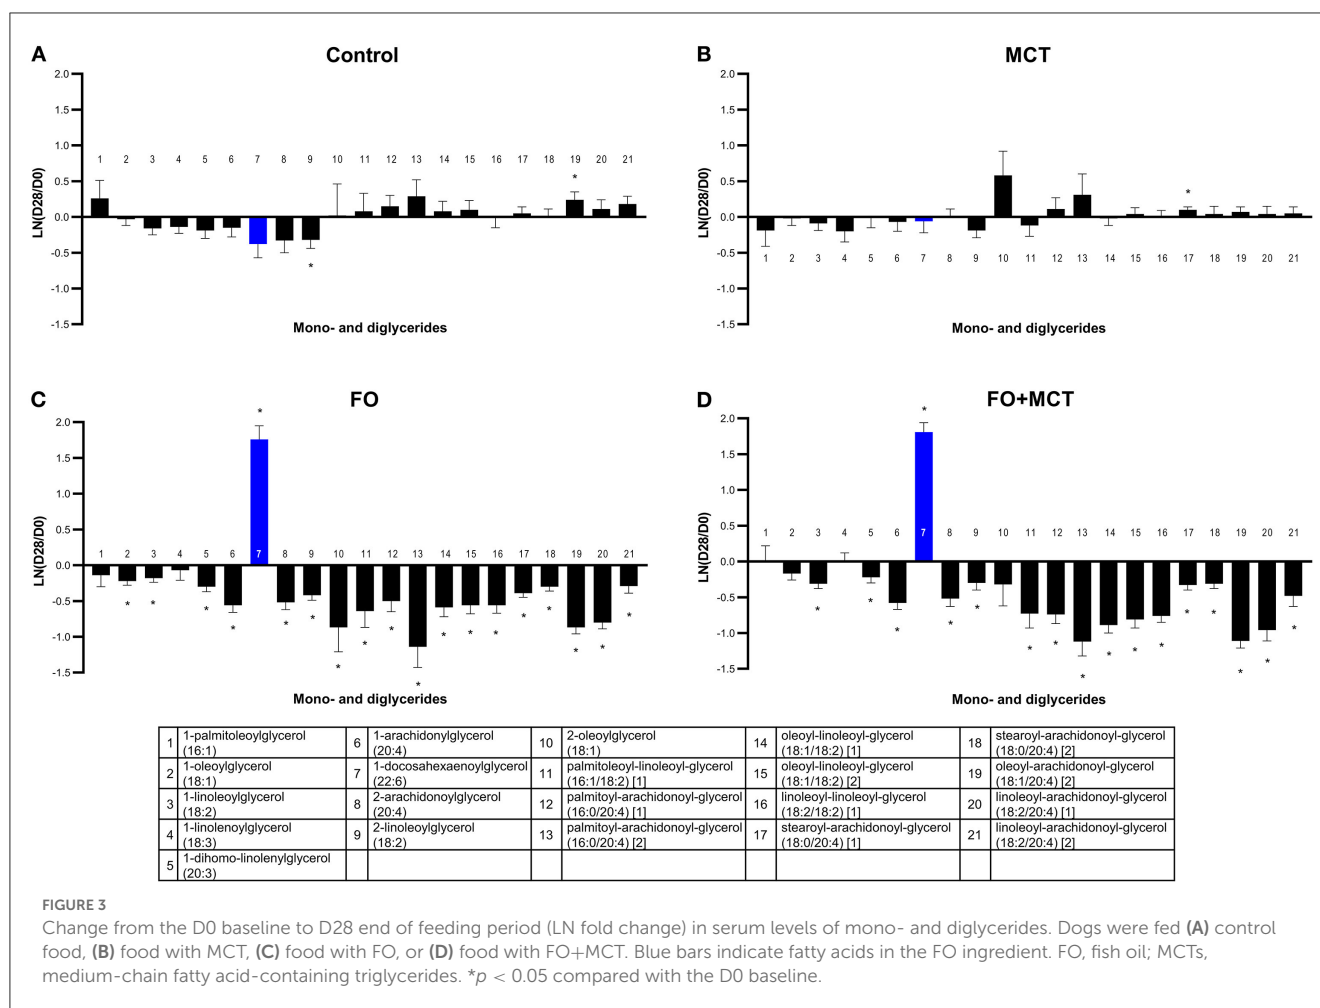 A
Control
2.0
1.5
1.0
0.5
0.0
-0.5
-1.0
-1.5
LN(D28/D0)
1 2 3 4 5 6 7 8 9 10 11 12 13 14 15 16 17 18 19 20 21
*
*
Mono- and diglycerides
B
MCT
2.0
1.5
1.0
0.5
0.0
-0.5
-1.0
-1.5
LN(D28/D0)
*
1 2 3 4 5 6 7 8 9 10 11 12 13 14 15 16 17 18 19 20 21
Mono- and diglycerides
C
FO
2.0
1.5
1.0
0.5
0.0
-0.5
-1.0
-1.5
LN(D28/D0)
*
1 2 3 4 5 6 7 8 9 10 11 12 13 14 15 16 17 18 19 20 21
* * * * * * * * * * * * * * * * * *
Mono- and diglycerides
D
FO+MCT
2.0
1.5
1.0
0.5
0.0
-0.5
-1.0
-1.5
LN(D28/D0)
*
1 2 3 4 5 6 7 8 9 10 11 12 13 14 15 16 17 18 19 20 21
* * * * * * * * * * * * * * * *
Mono- and diglycerides
1 1-palmitoleoylglycerol
(16:1)
6 1-arachidonylglycerol
(20:4)
10 2-oleoylglycerol
(18:1)
14 oleoyl-linoleoyl-glycerol
(18:1/18:2) [1]
18 stearoyl-arachidonoyl-glycerol
(18:0/20:4) [2]
2 1-oleoylglycerol
(18:1)
7 1-docosahexaenoylglycerol
(22:6)
11 palmitoleoyl-linoleoyl-glycerol
(16:1/18:2) [1]
15 oleoyl-linoleoyl-glycerol
(18:1/18:2) [2]
19 oleoyl-arachidonoyl-glycerol
(18:1/20:4) [2]
3 1-linoleoylglycerol
(18:2)
8 2-arachidonoylglycerol
(20:4)
12 palmitoyl-arachidonoyl-glycerol
(16:0/20:4) [1]
16 linoleoyl-linoleoyl-glycerol
(18:2/18:2) [1]
20 linoleoyl-arachidonoyl-glycerol
(18:2/20:4) [1]
4 1-linolenoylglycerol
(18:3)
9 2-linoleoylglycerol
(18:2)
13 palmitoyl-arachidonoyl-glycerol
(16:0/20:4) [2]
17 stearoyl-arachidonoyl-glycerol
(18:0/20:4) [1]
21 linoleoyl-arachidonoyl-glycerol
(18:2/20:4) [2]
5 1-dihomo-linolenylglycerol
(20:3)
FIGURE 3
Change from the D0 baseline to D28 end of feeding period (LN fold change) in serum levels of mono- and diglycerides. Dogs were fed (A) control
food, (B) food with MCT, (C) food with FO, or (D) food with FO+MCT. Blue bars indicate fatty acids in the FO ingredient. FO, fish oil; MCTs,
medium-chain fatty acid-containing triglycerides. *p < 0.05 compared with the D0 baseline.